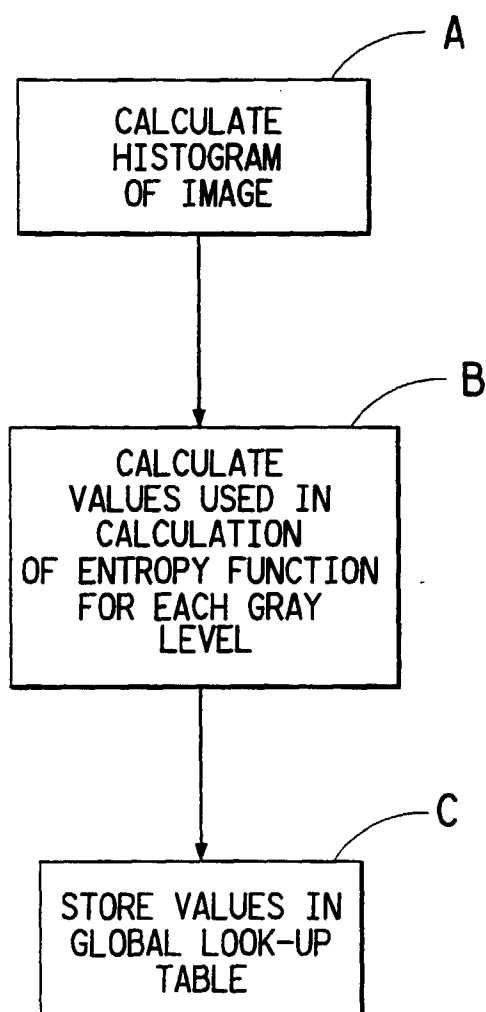 A
CALCULATE
HISTOGRAM
OF IMAGE
B
CALCULATE
VALUES USED IN
CALCULATION
OF ENTROPY FUNCTION
FOR EACH GRAY
LEVEL
C
STORE VALUES IN
GLOBAL LOOK-UP
TABLE